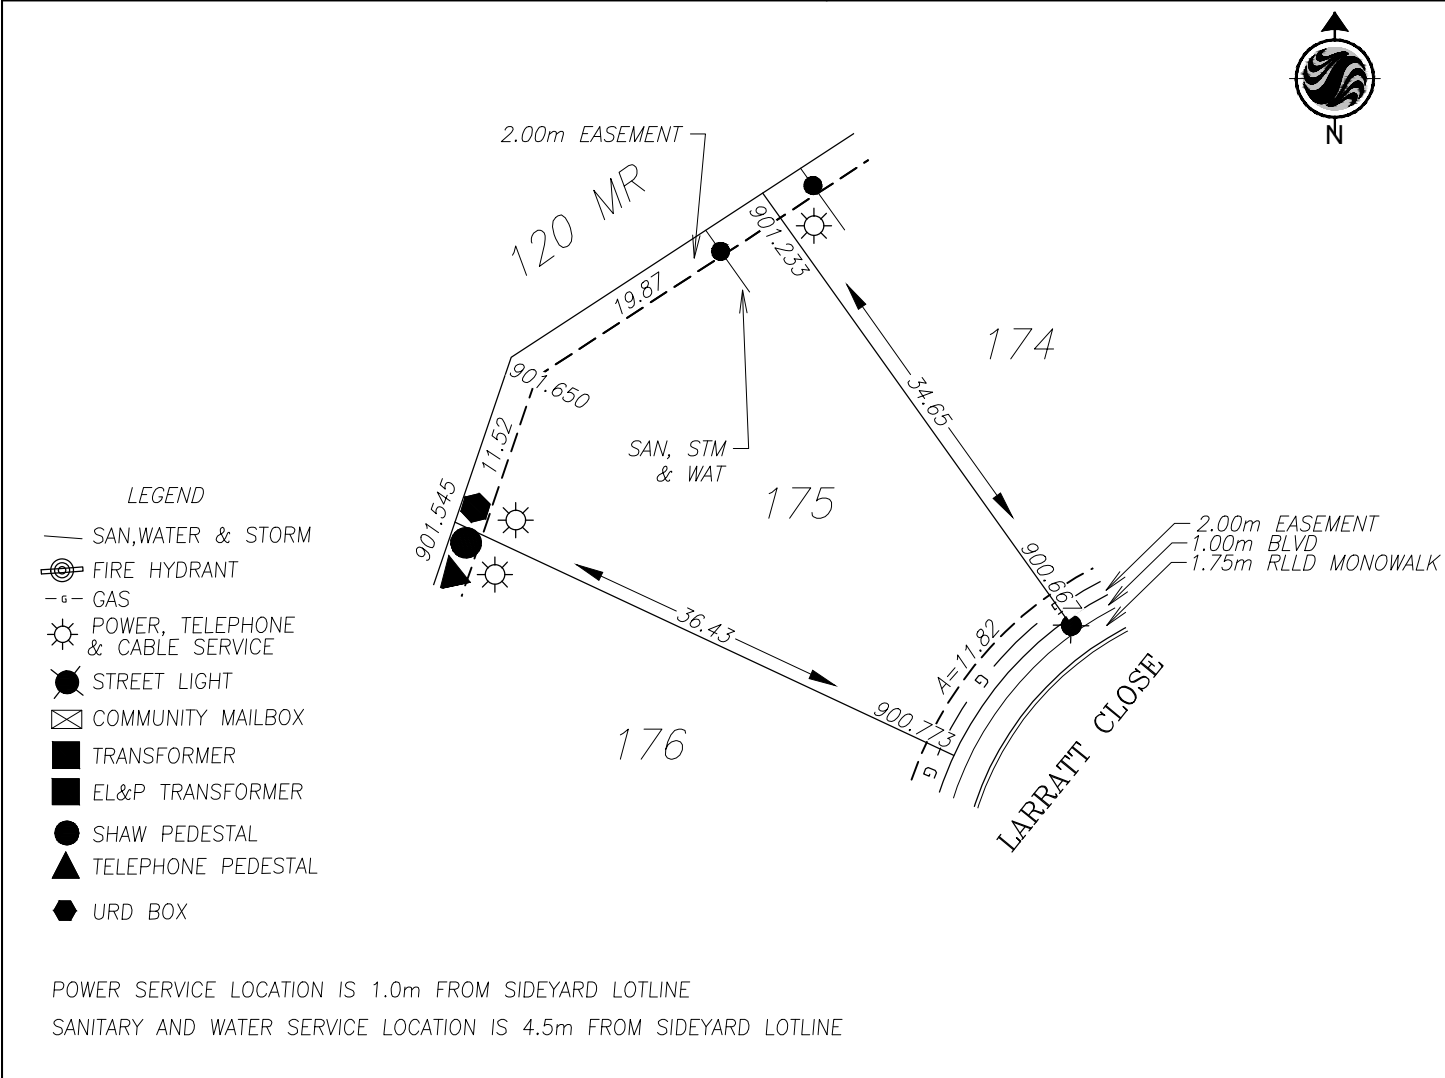 N
2.00m EASEMENT
120 MR
901.233
19.87
174
901.650
34.65
11.52
SAN, STM
& WAT
175
901.545
900.667
2.00m EASEMENT
1.00m BLVD
1.75m RLLD MONOWALK
36.43
A=11.82
G
900.773
G
176
LARRATT CLOSE
LEGEND
SAN,WATER & STORM
FIRE HYDRANT
G GAS
POWER, TELEPHONE
& CABLE SERVICE
STREET LIGHT
COMMUNITY MAILBOX
TRANSFORMER
EL&P TRANSFORMER
SHAW PEDESTAL
TELEPHONE PEDESTAL
URD BOX
POWER SERVICE LOCATION IS 1.0m FROM SIDEYARD LOTLINE
SANITARY AND WATER SERVICE LOCATION IS 4.5m FROM SIDEYARD LOTLINE